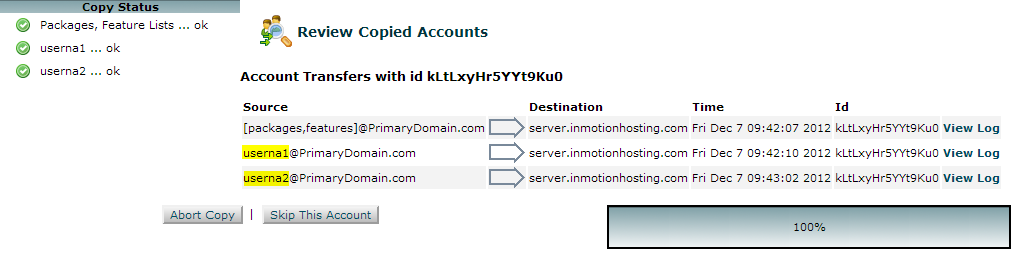 Copy Status
Packages, Feature Lists ... ok
userna1 ... ok
userna2 ... ok
Review Copied Accounts
Account Transfers with id kLtLxyHr5YYt9Ku0
Source Destination Time Id
[packages,features]@PrimaryDomain.com server.inmotionhosting.com Fri Dec 7 09:42:07 2012 kLtLxyHr5YYt9Ku0 View Log
userna1@PrimaryDomain.com server.inmotionhosting.com Fri Dec 7 09:42:10 2012 kLtLxyHr5YYt9Ku0 View Log
userna2@PrimaryDomain.com server.inmotionhosting.com Fri Dec 7 09:43:02 2012 kLtLxyHr5YYt9Ku0 View Log
Abort Copy | Skip This Account
100%